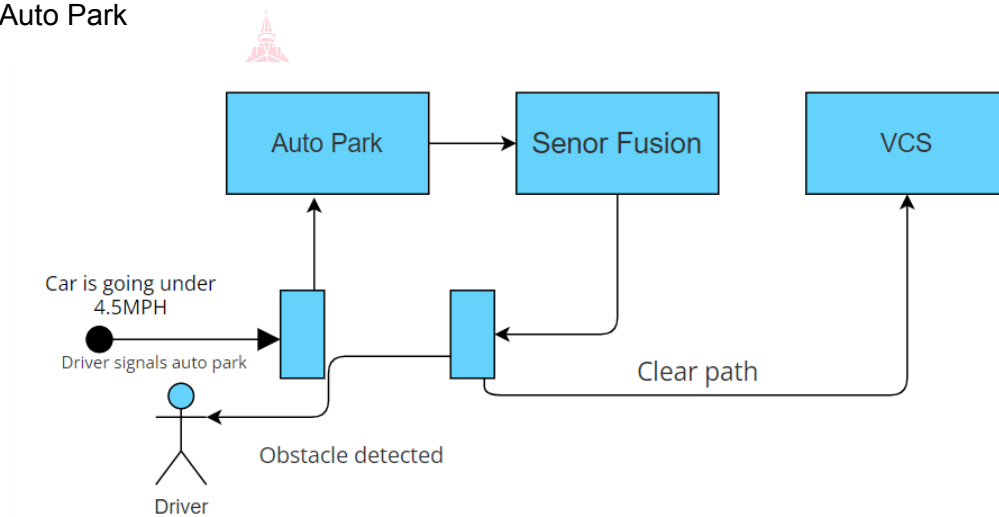 Auto Park
Auto Park
Senor Fusion
VCS
Car is going under
4.5MPH
Driver signals auto park
Clear path
Obstacle detected
Driver